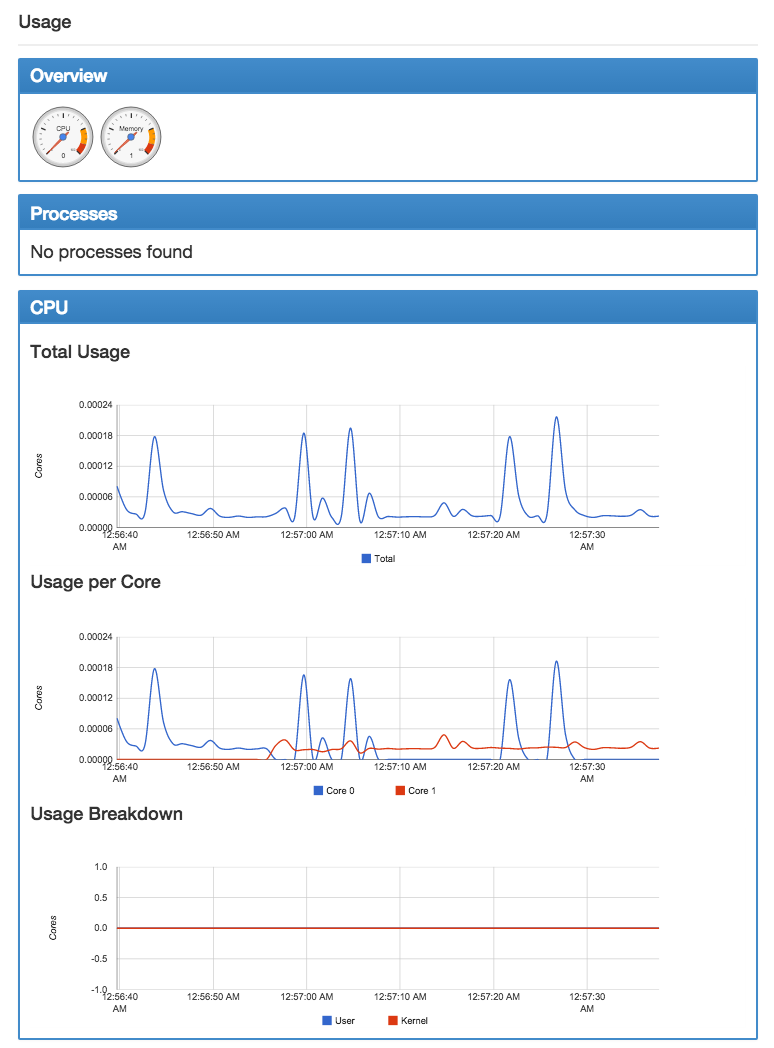 Usage
Overview
CPU Memory
0 1
Processes
No processes found
CPU
Total Usage
0.00024
0.00018
0.00012
0.00006
0.00000
Cores
12:56:40 AM 12:56:50 AM 12:57:00 AM 12:57:10 AM 12:57:20 AM 12:57:30 AM
Total
Usage per Core
0.00024
0.00018
0.00012
0.00006
0.00000
Cores
12:56:40 AM 12:56:50 AM 12:57:00 AM 12:57:10 AM 12:57:20 AM 12:57:30 AM
Core 0 Core 1
Usage Breakdown
1.0
0.5
0.0
-0.5
-1.0
Cores
12:56:40 AM 12:56:50 AM 12:57:00 AM 12:57:10 AM 12:57:20 AM 12:57:30 AM
User Kernel